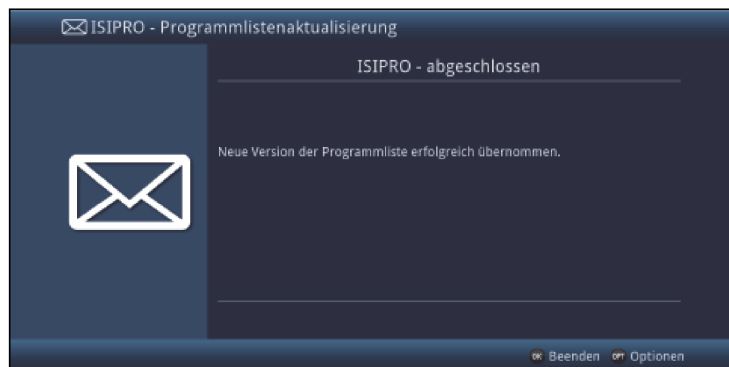 ISIPRO - Programmlistenaktualisierung
ISIPRO - abgeschlossen
Neue Version der Programmliste erfolgreich übernommen.
OK Beenden OPT Optionen